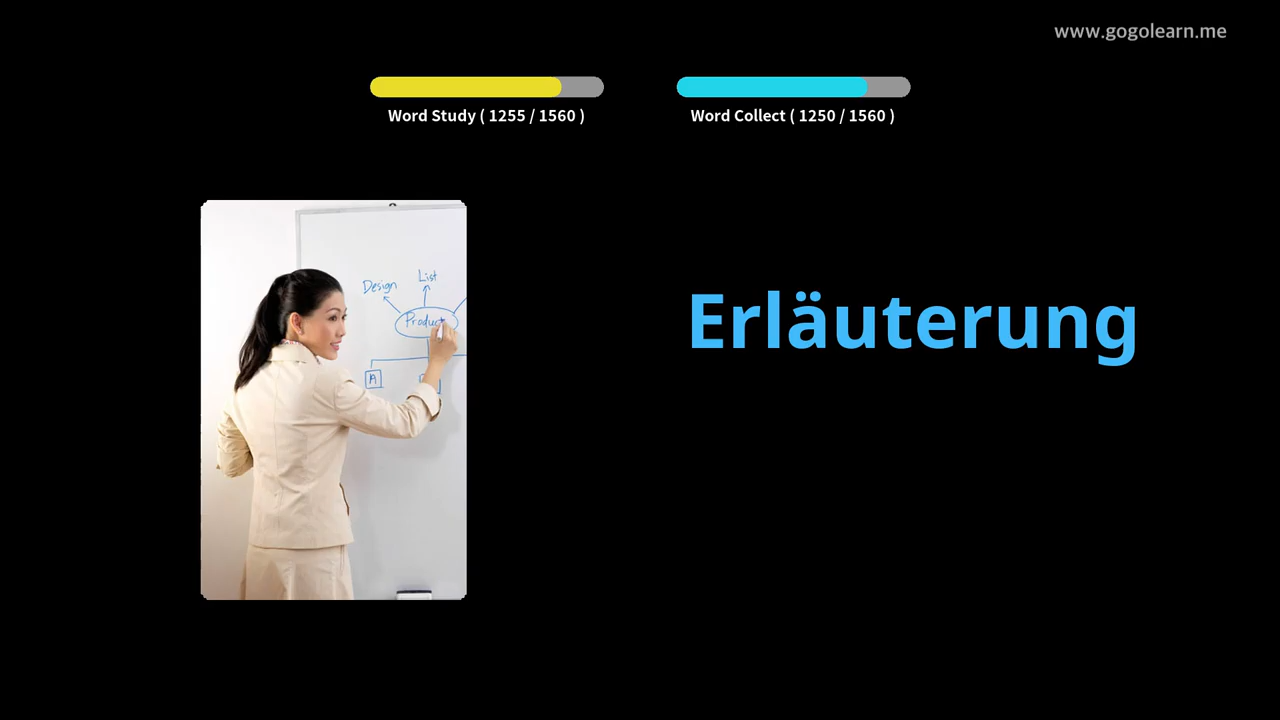 www.gogolearn.me
Word Study ( 1255 / 1560 )
Word Collect ( 1250 / 1560 )
Erläuterung
List
Design
Product
A